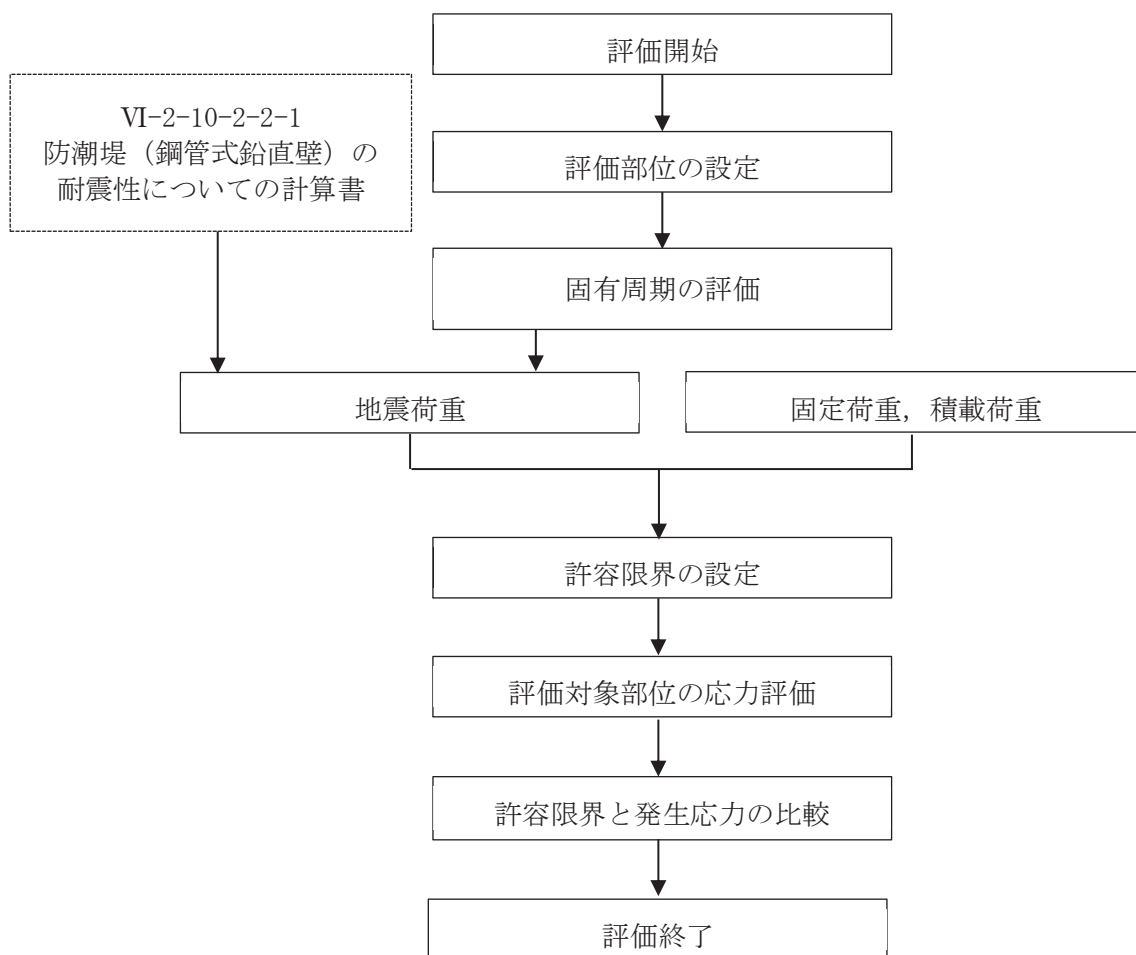 評価開始
Ⅵ-2-10-2-2-1
防潮堤（鋼管式鉛直壁）の
耐震性についての計算書
評価部位の設定
固有周期の評価
地震荷重
固定荷重，積載荷重
許容限界の設定
評価対象部位の応力評価
許容限界と発生応力の比較
評価終了